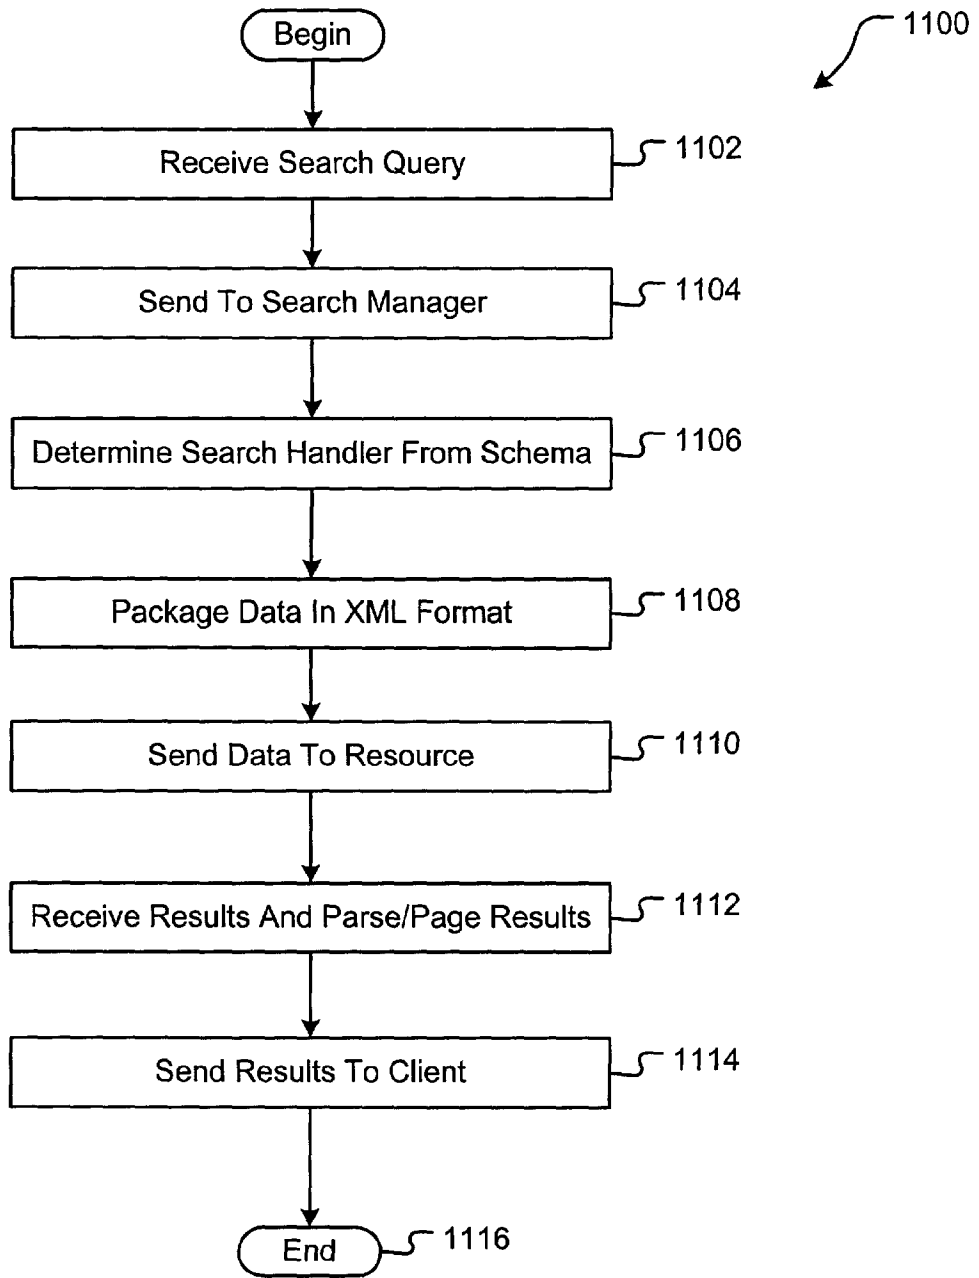 Begin
1100
Receive Search Query
1102
Send To Search Manager
1104
Determine Search Handler From Schema
1106
Package Data In XML Format
1108
Send Data To Resource
1110
Receive Results And Parse/Page Results
1112
Send Results To Client
1114
End
1116